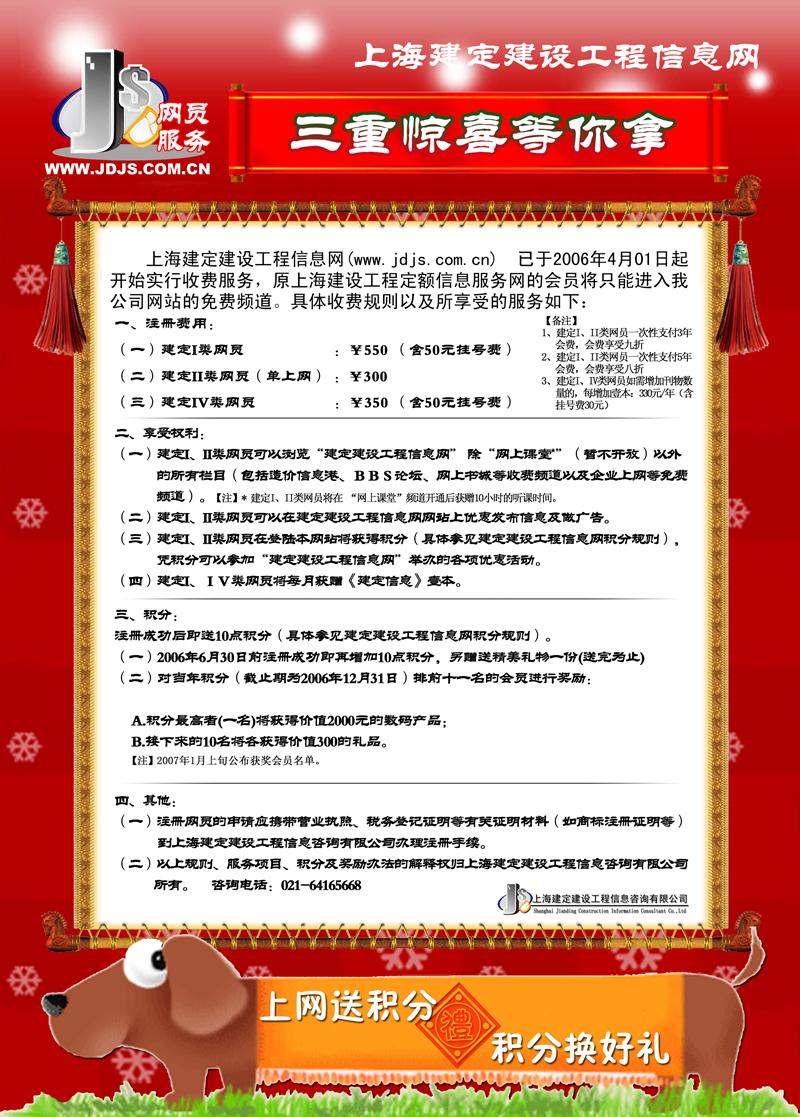 上海建定建设工程信息网
JS
网员
服务
WWW.JDJS.COM.CN
三重惊喜等你拿
上海建定建设工程信息网(www.jdjs.com.cn) 已于2006年4月01日起
开始实行收费服务，原上海建设工程定额信息服务网的会员将只能进入我
公司网站的免费频道。具体收费规则以及所享受的服务如下：
一、注册费用：
（一）建定I类网员 ：￥550 （含50元挂号费）
（二）建定II类网员（单上网）：￥300
（三）建定IV类网员 ：￥350 （含50元挂号费）
【备注】
1、建定I、II类网员一次性支付3年
会费，会费享受九折
2、建定I、II类网员一次性支付5年
会费，会费享受八折
3、建定I、IV类网员如需增加刊物数
量的，每增加壹本：330元/年（含
挂号费30元）
二、享受权利：
（一）建定I、II类网员可以浏览“建定建设工程信息网” 除“网上课堂*”（暂不开放）以外
的所有栏目（包括造价信息港、BBS论坛、网上书城等收费频道以及企业上网等免费
频道）。【注】* 建定I、II类网员将在 “网上课堂”频道开通后获赠10小时的听课时间。
（二）建定I、II类网员可以在建定建设工程信息网网站上优惠发布信息及做广告。
（三）建定I、II类网员在登陆本网站将获得积分（具体参见建定建设工程信息网积分规则），
凭积分可以参加“建定建设工程信息网”举办的各项优惠活动。
（四）建定I、IV类网员将每月获赠《建定信息》壹本。
三、积分：
注册成功后即送10点积分（具体参见建定建设工程信息网积分规则）。
（一）2006年6月30日前注册成功即再增加10点积分，另赠送精美礼物一份(送完为止)
（二）对当年积分（截止期为2006年12月31日）排前十一名的会员进行奖励：
A.积分最高者(一名)将获得价值2000元的数码产品；
B.接下来的10名将各获得价值300的礼品。
【注】2007年1月上旬公布获奖会员名单。
四、其他：
（一）注册网员的申请应携带营业执照、税务登记证明等有关证明材料（如商标注册证明等）
到上海建定建设工程信息咨询有限公司办理注册手续。
（二）以上规则、服务项目、积分及奖励办法的解释权归上海建定建设工程信息咨询有限公司
所有。 咨询电话：021-64165668
JS
上海建定建设工程信息咨询有限公司
Shanghai Jianding Construction Information Consultant Co.,Ltd
上网送积分
禮
积分换好礼